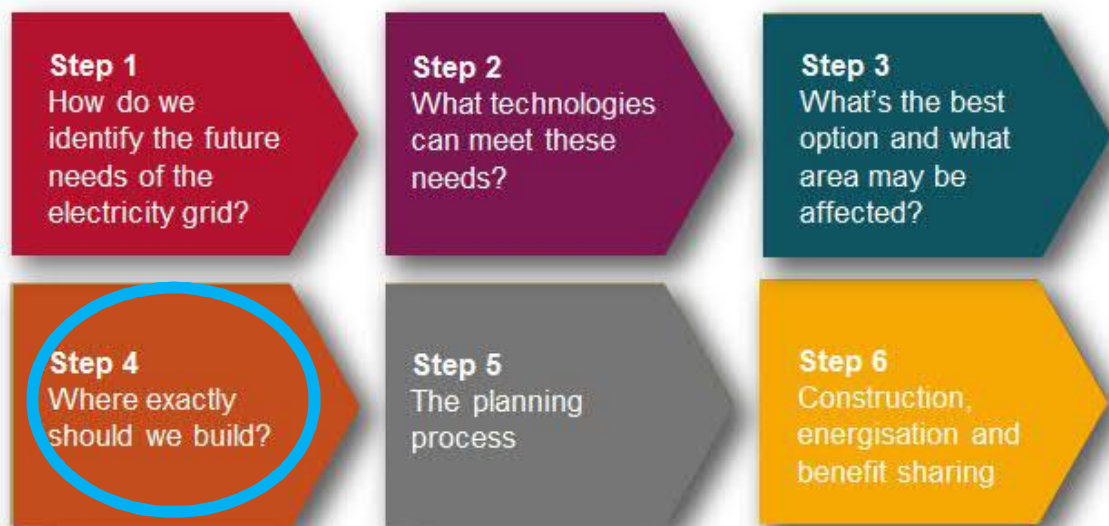 Step 1
How do we
identify the future
needs of the
electricity grid?
Step 2
What technologies
can meet these
needs?
Step 3
What's the best
option and what
area may be
affected?
Step 4
Where exactly
should we build?
Step 5
The planning
process
Step 6
Construction,
energisation and
benefit sharing